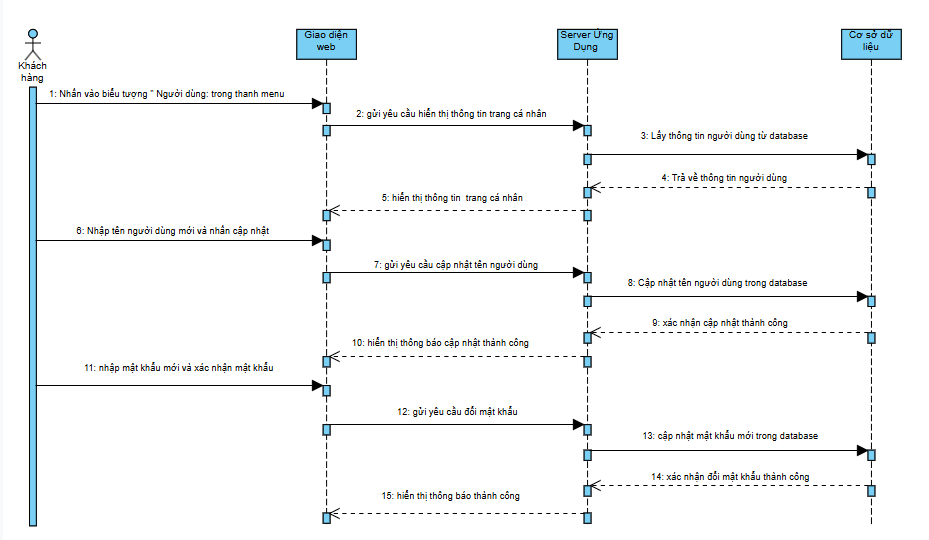 Khách
hàng
Giao diện
web
Server Ứng
Dụng
Cơ sở dữ
liệu
1: Nhấn vào biểu tượng " Người dùng: trong thanh menu
2: gửi yêu cầu hiển thị thông tin trang cá nhân
3: Lấy thông tin người dùng từ database
4: Trả về thông tin người dùng
5: hiển thị thông tin trang cá nhân
6: Nhập tên người dùng mới và nhấn cập nhật
7: gửi yêu cầu cập nhật tên người dùng
8: Cập nhật tên người dùng trong database
9: xác nhận cập nhật thành công
10: hiển thị thông báo cập nhật thành công
11: nhập mật khẩu mới và xác nhận mật khẩu
12: gửi yêu cầu đổi mật khẩu
13: cập nhật mật khẩu mới trong database
14: xác nhận đổi mật khẩu thành công
15: hiển thị thông báo thành công